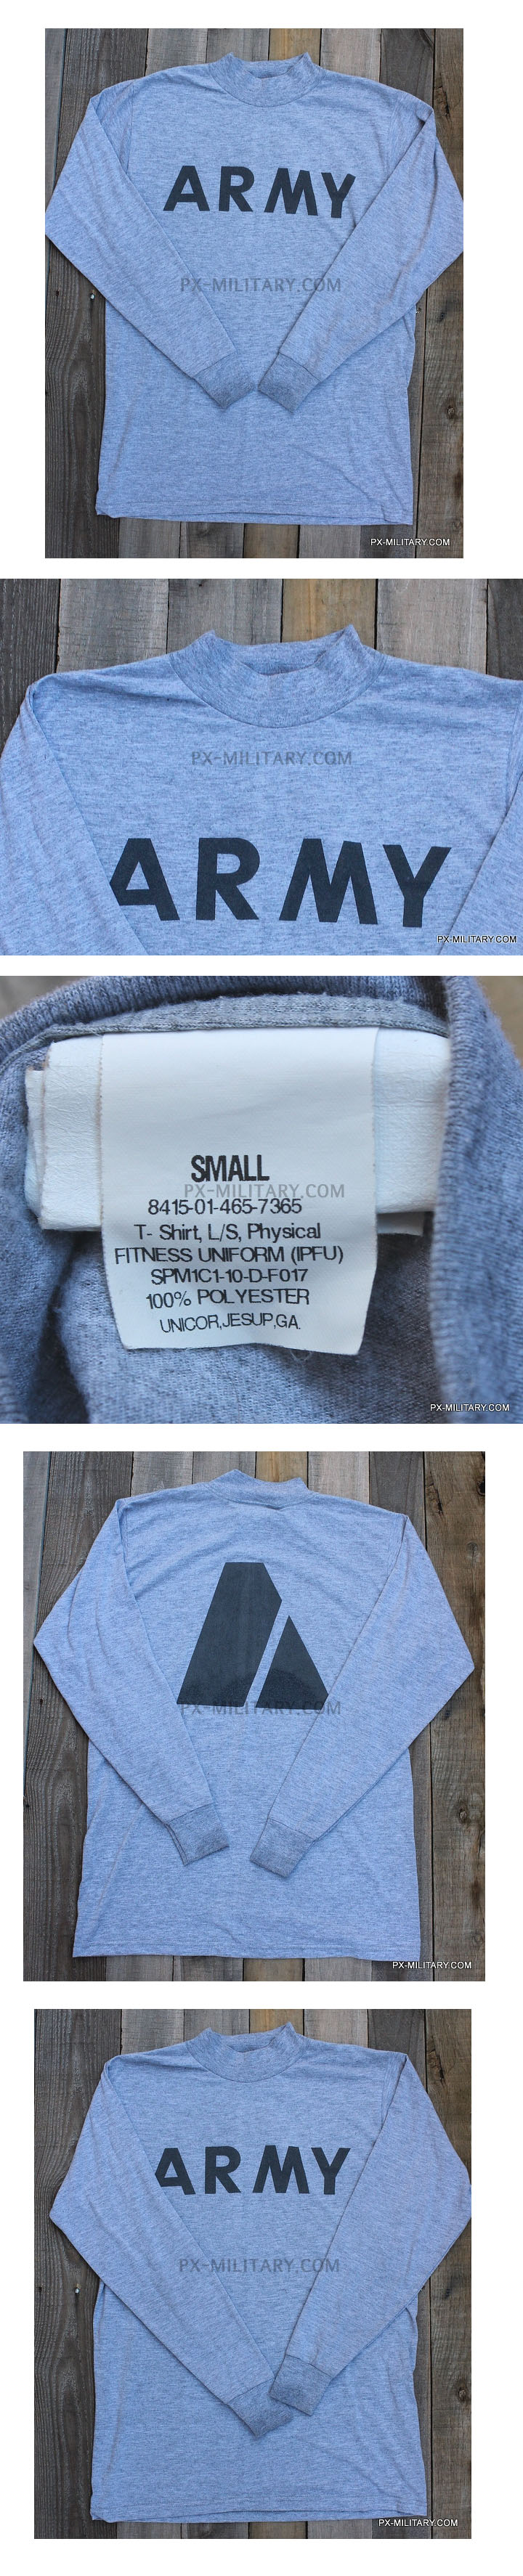 ARMY
PX-MILITARY.COM
PX-MILITARY.COM
PX-MILITARY.COM
ARMY
PX-MILITARY.COM
SMALL
PX-MILITARY.COM
8415-01-465-7365
T- Shirt, L/S, Physical
FITNESS UNIFORM (IPFU)
SPM1C1-10-D-F017
100% POLYESTER
UNICOR,JESUP,GA.
PX-MILITARY.COM
PX-MILITARY.COM
PX-MILITARY.COM
ARMY
PX-MILITARY.COM
PX-MILITARY.COM